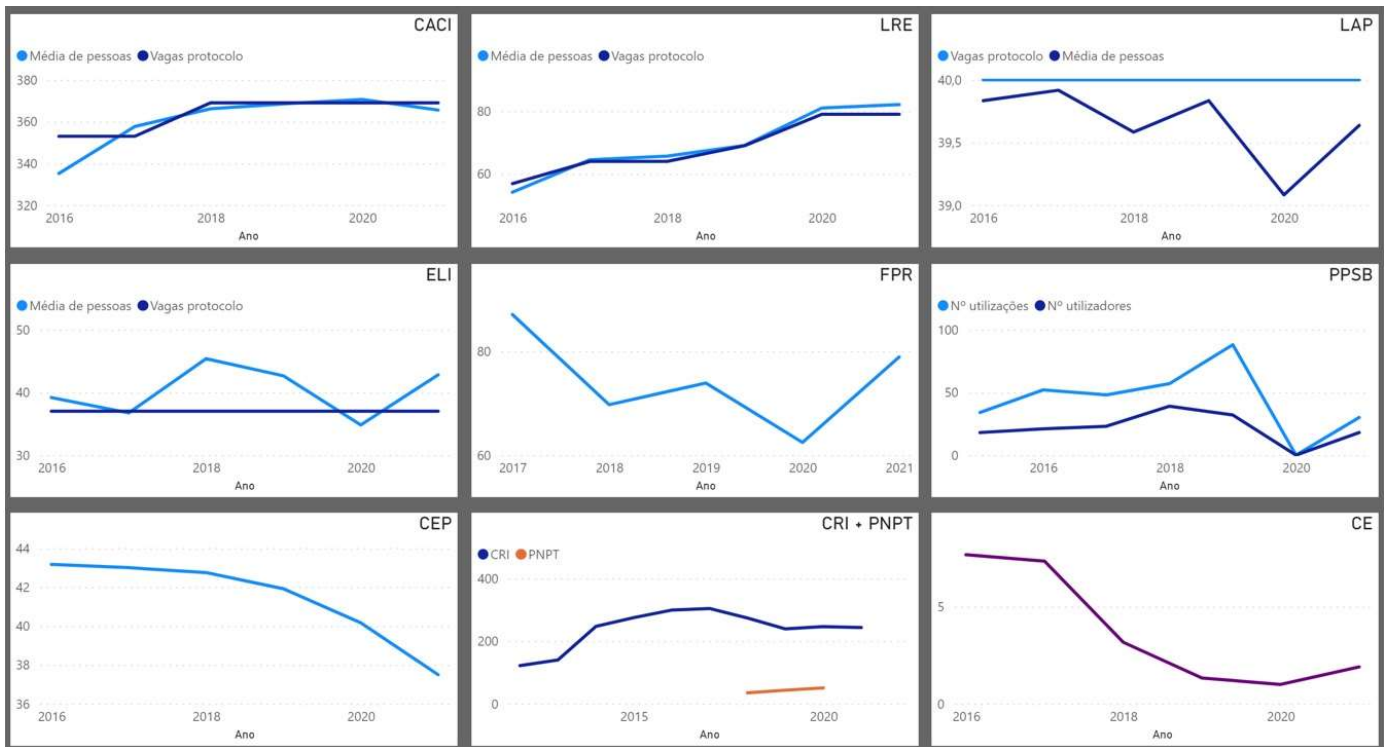 CACI
Média de pessoas Vagas protocolo
380
360
340
320
2016 2018 2020
Ano
LRE
Média de pessoas Vagas protocolo
80
60
2016 2018 2020
Ano
LAP
Vagas protocolo Média de pessoas
40,0
39,5
39,0
2016 2018 2020
Ano
ELI
Média de pessoas Vagas protocolo
50
40
30
2016 2018 2020
Ano
FPR
80
60
2017 2018 2019 2020 2021
Ano
PPSB
Nº utilizações Nº utilizadores
100
50
0
2016 2018 2020
Ano
CEP
44
42
40
38
36
2016 2018 2020
Ano
CRI + PNPT
CRI PNPT
400
200
0
2015 2020
Ano
CE
5
0
2016 2018 2020
Ano